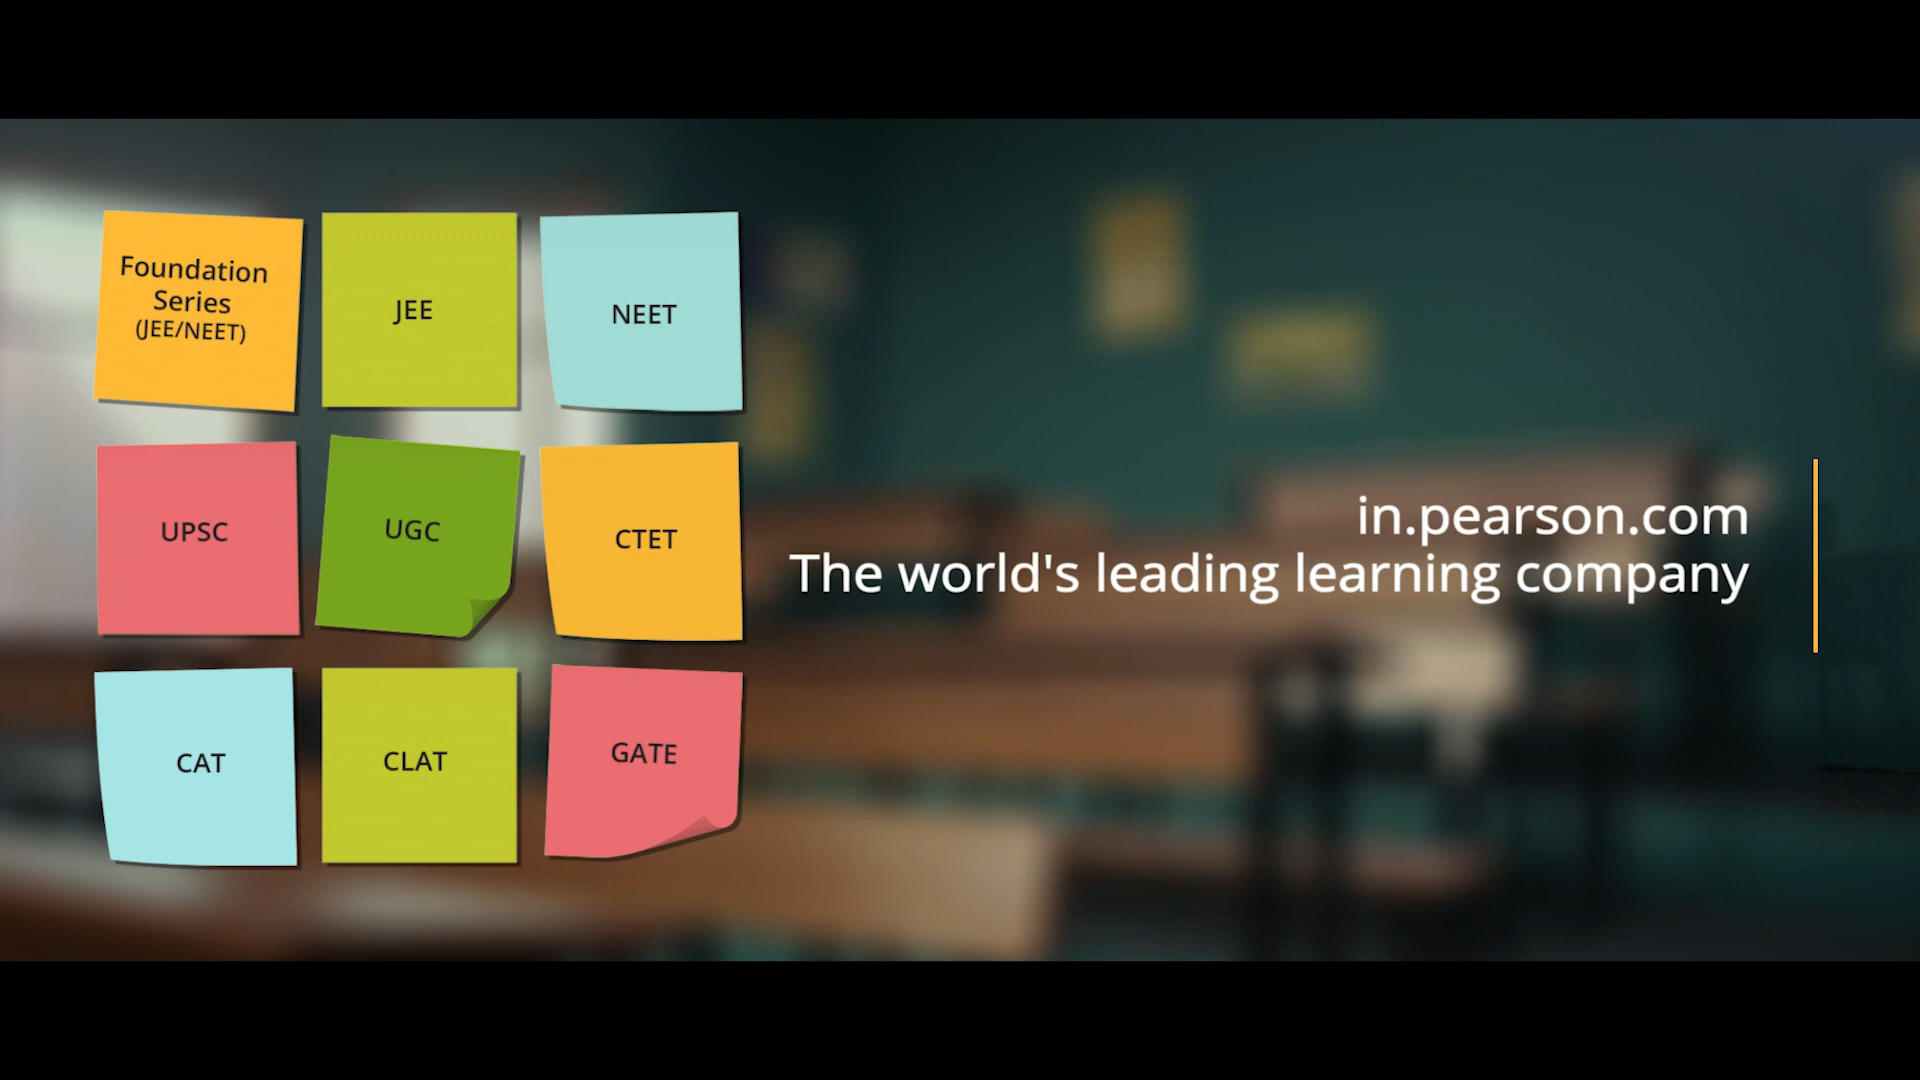 Foundation
Series
(JEE/NEET)
JEE
NEET
UPSC
UGC
CTET
CAT
CLAT
GATE
in.pearson.com
The world's leading learning company